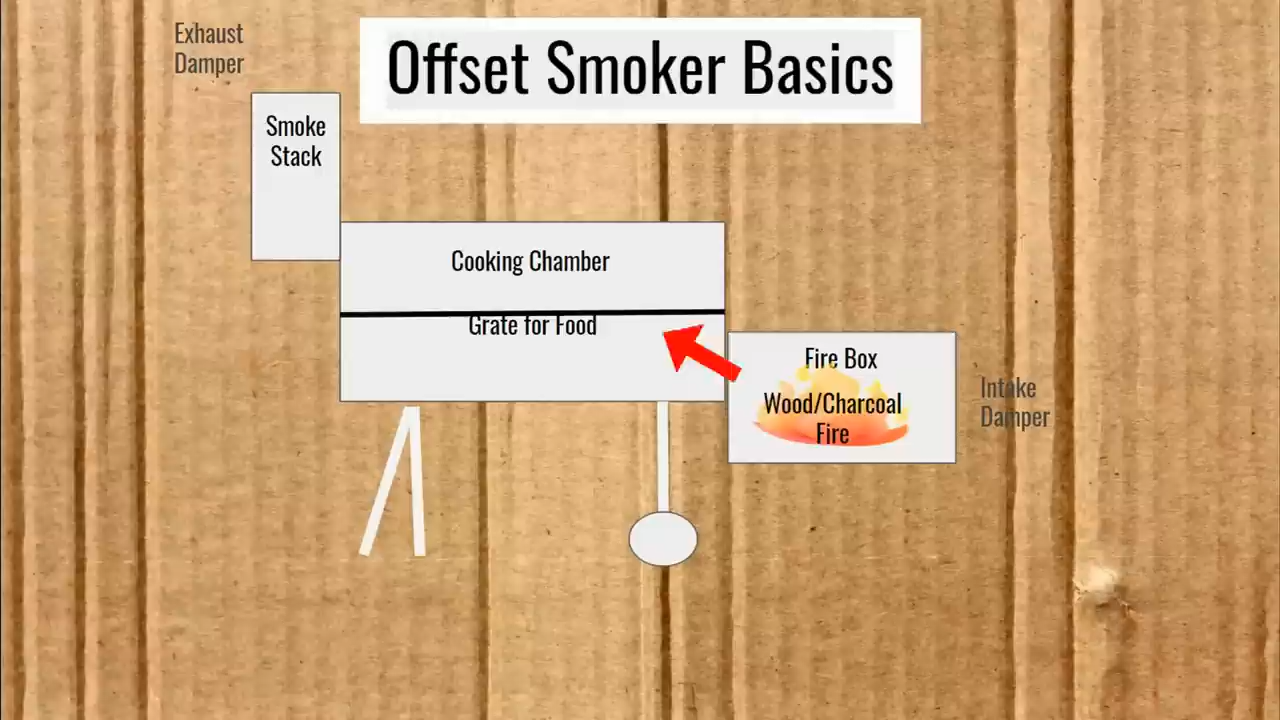 Exhaust
Damper
Offset Smoker Basics
Smoke
Stack
Cooking Chamber
Grate for Food
Fire Box
Wood/Charcoal
Fire
Intake
Damper